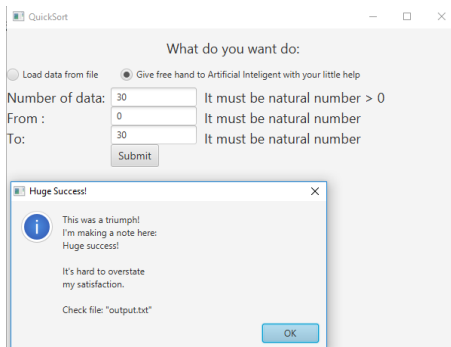 QuickSort
What do you want do:
Load data from file Give free hand to Artificial Inteligent with your little help
Number of data: 30 It must be natural number > 0
From : 0 It must be natural number
To: 30 It must be natural number
Submit
Huge Success!
This was a triumph!
I'm making a note here:
Huge success!
It's hard to overstate
my satisfaction.
Check file: "output.txt"
OK